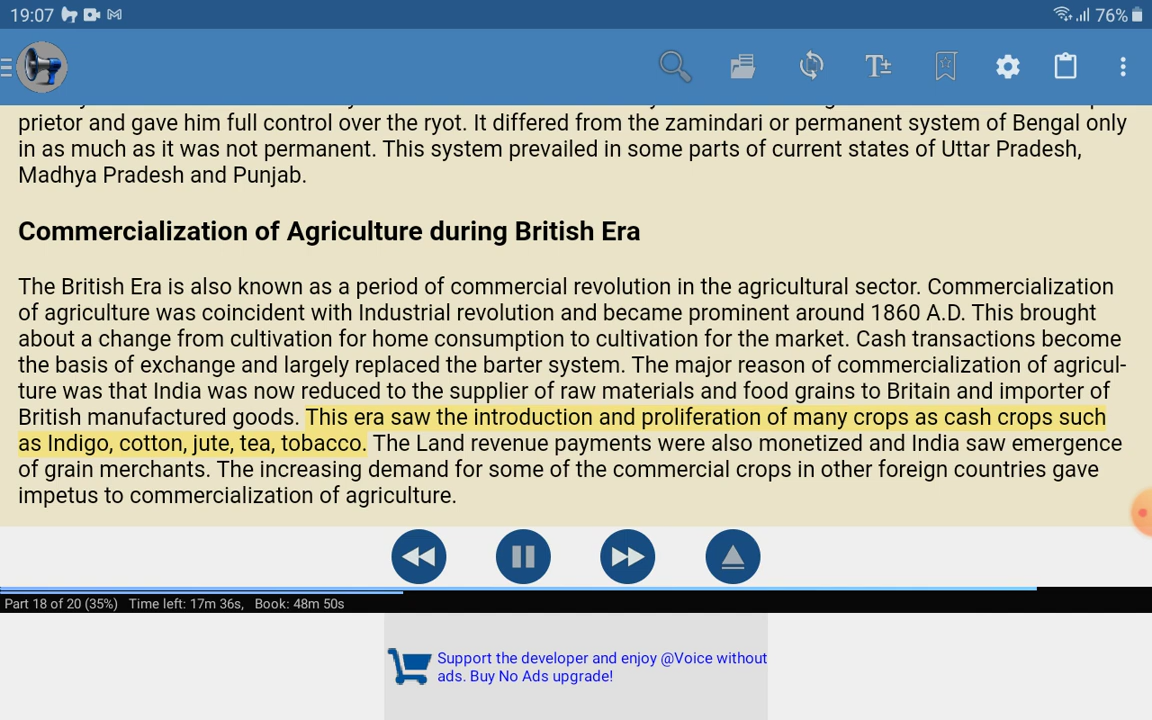 19:07
76%
prietor and gave him full control over the ryot. It differed from the zamindari or permanent system of Bengal only
in as much as it was not permanent. This system prevailed in some parts of current states of Uttar Pradesh,
Madhya Pradesh and Punjab.
Commercialization of Agriculture during British Era
The British Era is also known as a period of commercial revolution in the agricultural sector. Commercialization
of agriculture was coincident with Industrial revolution and became prominent around 1860 A.D. This brought
about a change from cultivation for home consumption to cultivation for the market. Cash transactions become
the basis of exchange and largely replaced the barter system. The major reason of commercialization of agricul-
ture was that India was now reduced to the supplier of raw materials and food grains to Britain and importer of
British manufactured goods. This era saw the introduction and proliferation of many crops as cash crops such
as Indigo, cotton, jute, tea, tobacco. The Land revenue payments were also monetized and India saw emergence
of grain merchants. The increasing demand for some of the commercial crops in other foreign countries gave
impetus to commercialization of agriculture.
Part 18 of 20 (35%) Time left: 17m 36s, Book: 48m 50s
Support the developer and enjoy @Voice without
ads. Buy No Ads upgrade!